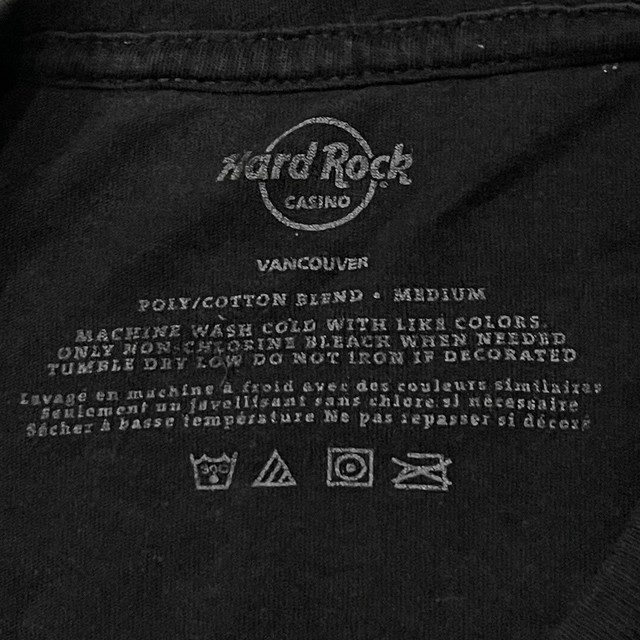 Hard Rock
CASINO
VANCOUVER
POLY/COTTON BLEND • MEDIUM
MACHINE WASH COLD WITH LIKE COLORS.
ONLY NON-CHLORINE BLEACH WHEN NEEDED
TUMBLE DRY LOW DO NOT IRON IF DECORATED
Lavage en machine à froid avec des couleurs similaires
Seulement un javellisant sans chlore si nécessaire
Sécher à basse température Ne pas repasser si décoré